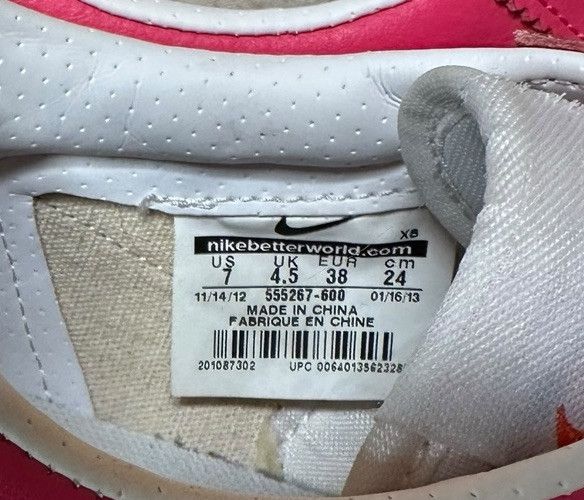 XB
nikebetterworld.com
US UK EUR cm
7 4.5 38 24
11/14/12 555267-600 01/16/13
MADE IN CHINA
FABRIQUE EN CHINE
201087302 UPC 00640135623285